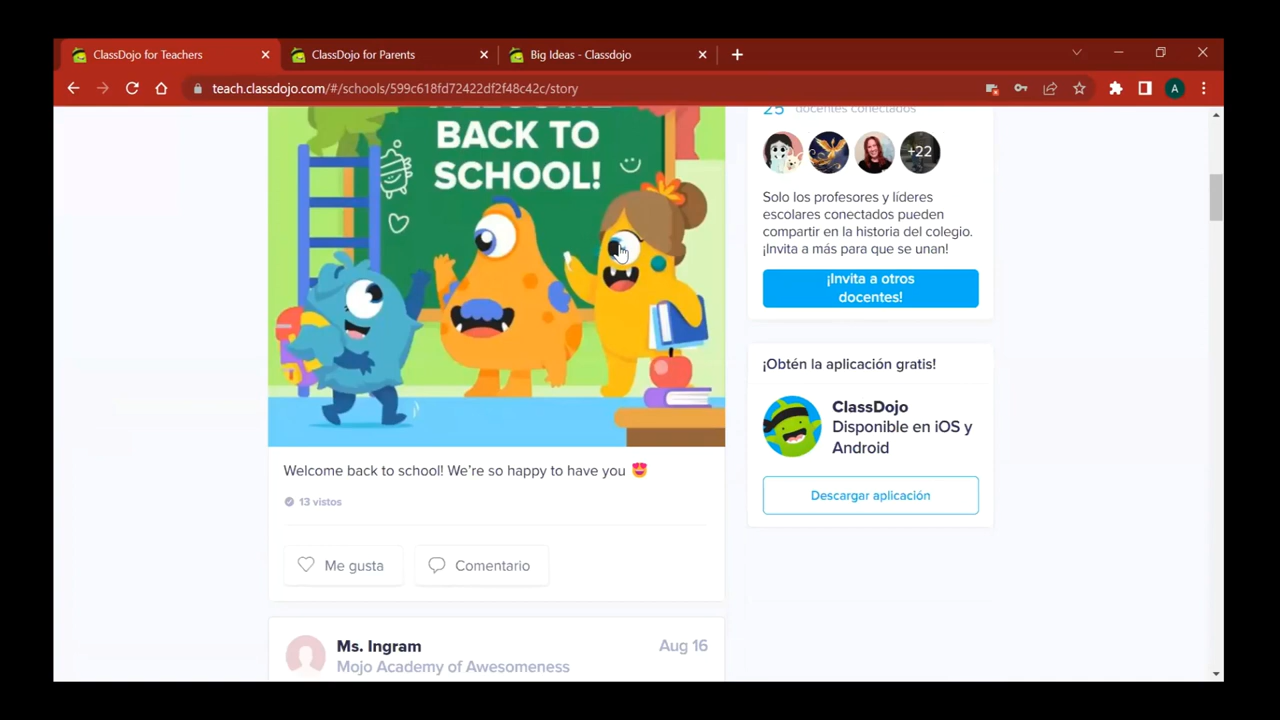 ClassDojo for Teachers
ClassDojo for Parents
Big Ideas - Classdojo
teach.classdojo.com/#/schools/599c618fd72422df2f48c42c/story
A
WELCOME
BACK TO
SCHOOL!
Welcome back to school! We're so happy to have you 😍
13 vistos
Me gusta
Comentario
Ms. Ingram
Aug 16
Mojo Academy of Awesomeness
25 docentes conectados
+22
Solo los profesores y líderes
escolares conectados pueden
compartir en la historia del colegio.
¡Invita a más para que se unan!
¡Invita a otros
docentes!
¡Obtén la aplicación gratis!
ClassDojo
Disponible en iOS y
Android
Descargar aplicación